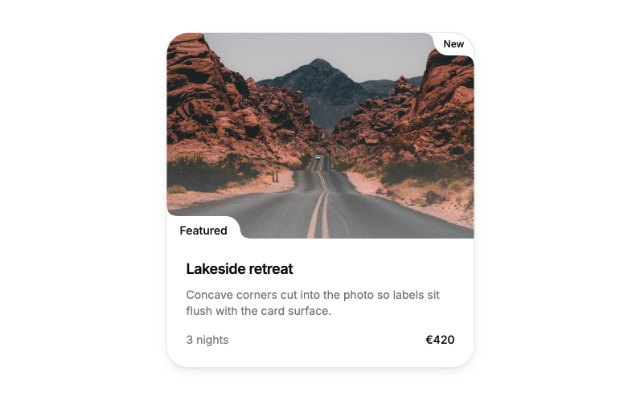 New
Featured
Lakeside retreat
Concave corners cut into the photo so labels sit
flush with the card surface.
3 nights
€420